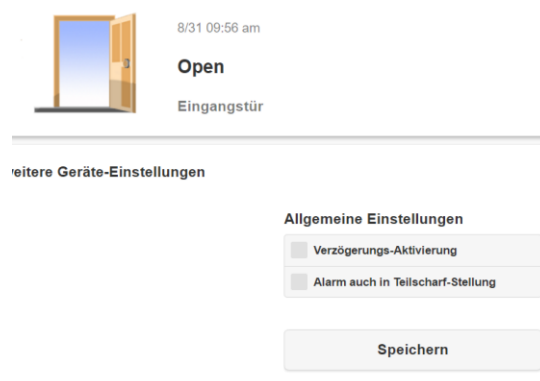 8/31 09:56 am
Open
Eingangstür
eitere Geräte-Einstellungen
Allgemeine Einstellungen
Verzögerungs-Aktivierung
Alarm auch in Teilscharf-Stellung
Speichern